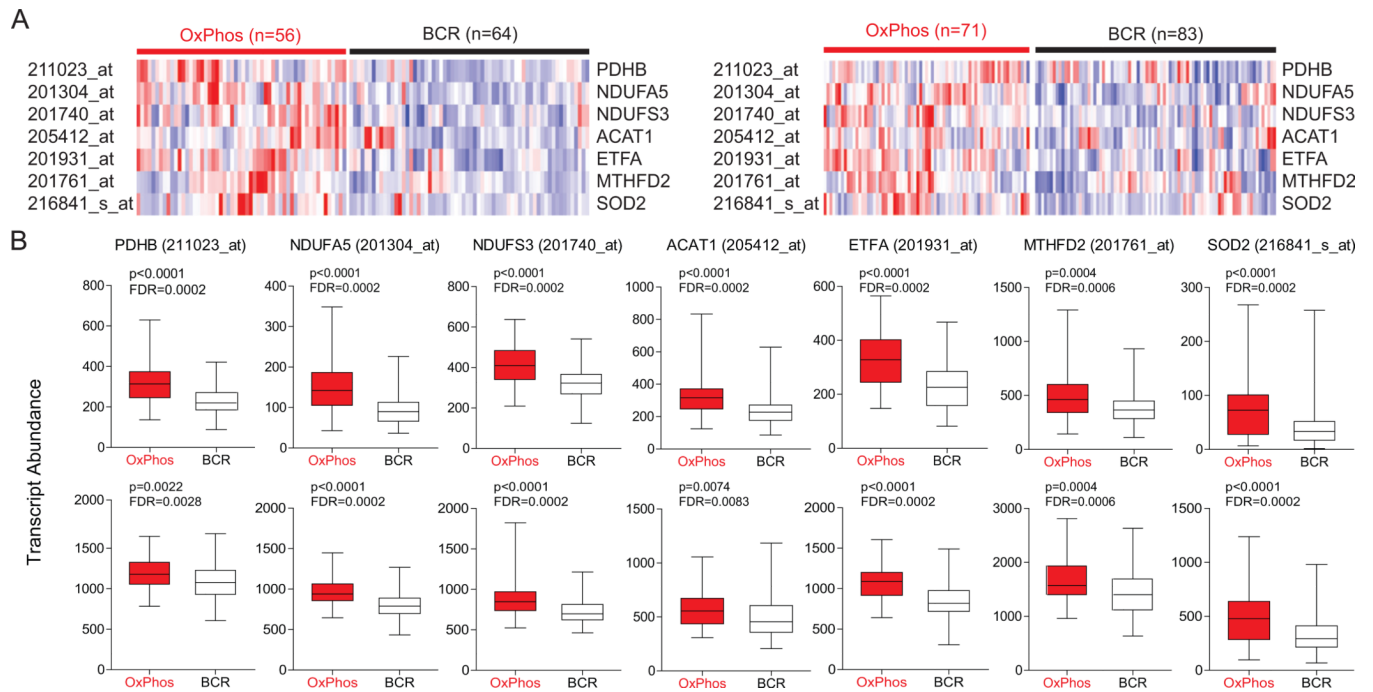 A
OxPhos (n=56) BCR (n=64)
211023_at PDHB
201304_at NDUFA5
201740_at NDUFS3
205412_at ACAT1
201931_at ETFA
201761_at MTHFD2
216841_s_at SOD2
OxPhos (n=71) BCR (n=83)
211023_at PDHB
201304_at NDUFA5
201740_at NDUFS3
205412_at ACAT1
201931_at ETFA
201761_at MTHFD2
216841_s_at SOD2
B
Transcript Abundance
PDHB (211023_at)
p<0.0001
FDR=0.0002
800
600
400
200
0
OxPhos BCR
NDUFA5 (201304_at)
p<0.0001
FDR=0.0002
400
300
200
150
100
50
0
OxPhos BCR
NDUFS3 (201740_at)
p<0.0001
FDR=0.0002
800
600
400
200
0
OxPhos BCR
ACAT1 (205412_at)
p<0.0001
FDR=0.0002
1000
800
600
400
200
0
OxPhos BCR
ETFA (201931_at)
p<0.0001
FDR=0.0002
600
400
200
0
OxPhos BCR
MTHFD2 (201761_at)
p=0.0004
FDR=0.0006
1500
1000
500
0
OxPhos BCR
SOD2 (216841_s_at)
p<0.0001
FDR=0.0002
300
200
100
0
OxPhos BCR
p=0.0022
FDR=0.0028
2000
1500
1000
500
0
OxPhos BCR
p<0.0001
FDR=0.0002
2000
1500
1000
500
0
OxPhos BCR
p<0.0001
FDR=0.0002
2000
1500
1000
500
0
OxPhos BCR
p=0.0074
FDR=0.0083
1500
1000
500
0
OxPhos BCR
p<0.0001
FDR=0.0002
2000
1500
1000
500
0
OxPhos BCR
p=0.0004
FDR=0.0006
3000
2000
1000
0
OxPhos BCR
p<0.0001
FDR=0.0002
1500
1000
500
0
OxPhos BCR